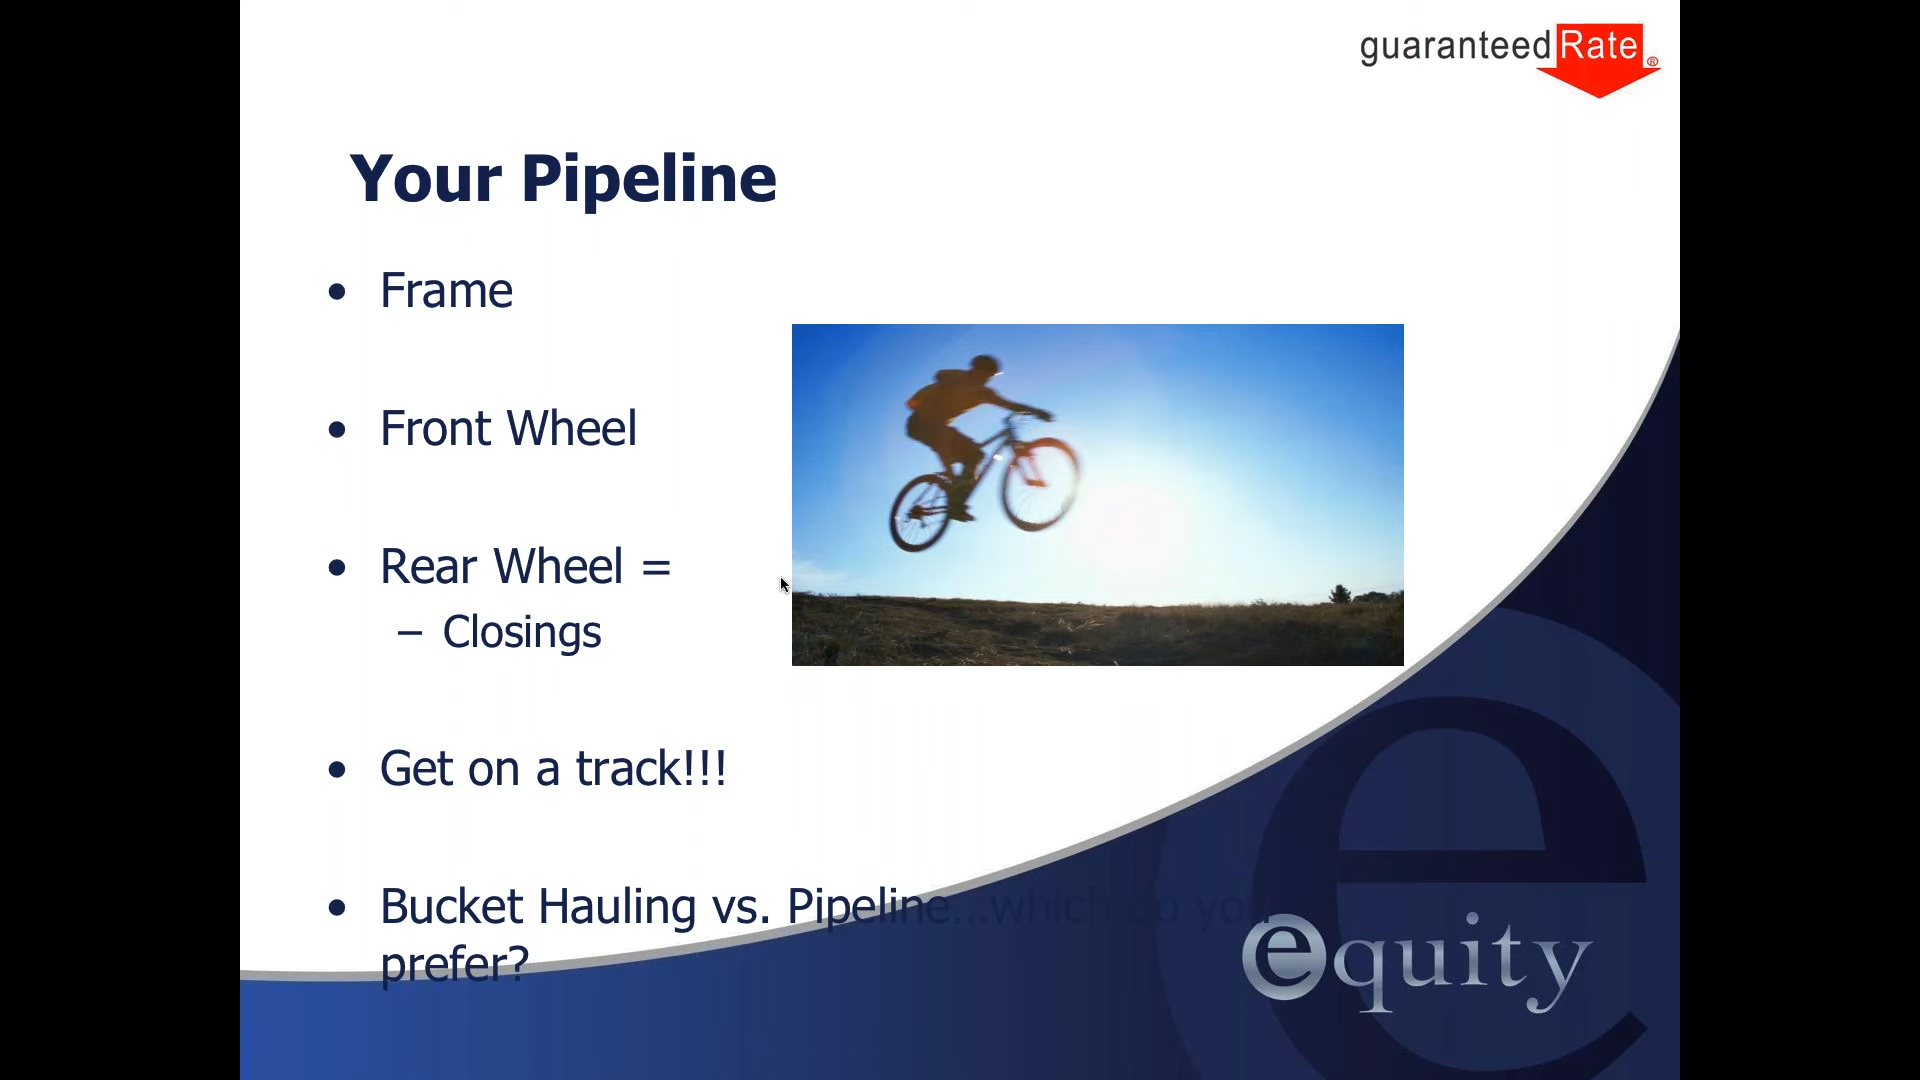 guaranteedRate®
Your Pipeline
• Frame
• Front Wheel
• Rear Wheel =
– Closings
• Get on a track!!!
• Bucket Hauling vs. Pipeline...which do you
prefer?
equity